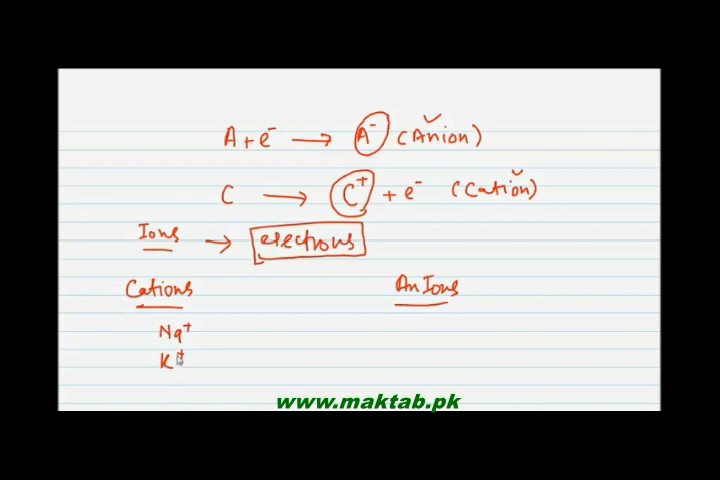 A + e⁻ → A⁻ (Anion)
C → C⁺ + e⁻ (Cation)
Ions → electrons
Cations AnIons
Na⁺
K⁺
www.maktab.pk